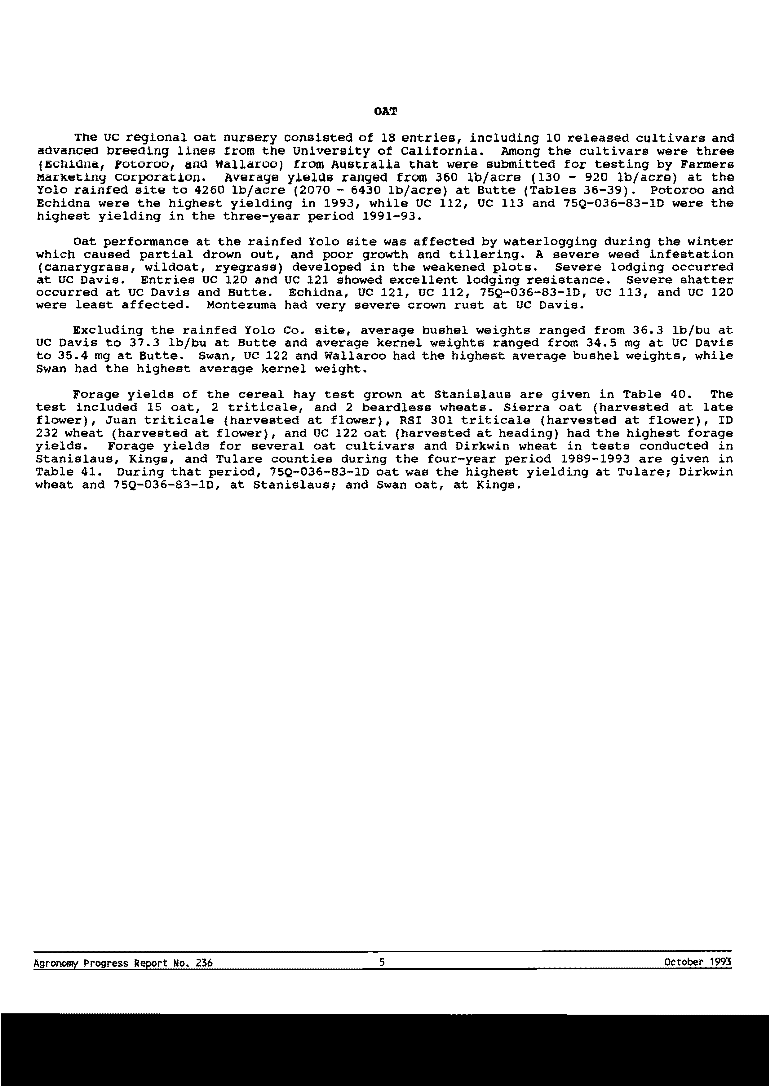 OAT
The UC regional oat nursery consisted of 18 entries, including 10 released cultivars and
advanced breeding lines from the University of California. Among the cultivars were three
(Echidna, Potoroo, and Wallaroo) from Australia that were submitted for testing by Farmers
Marketing Corporation. Average yields ranged from 360 lb/acre (130 - 920 lb/acre) at the
Yolo rainfed site to 4260 lb/acre (2070 - 6430 lb/acre) at Butte (Tables 36-39). Potoroo and
Echidna were the highest yielding in 1993, while UC 112, UC 113 and 75Q-036-83-1D were the
highest yielding in the three-year period 1991-93.
Oat performance at the rainfed Yolo site was affected by waterlogging during the winter
which caused partial drown out, and poor growth and tillering. A severe weed infestation
(canarygrass, wildoat, ryegrass) developed in the weakened plots. Severe lodging occurred
at UC Davis. Entries UC 120 and UC 121 showed excellent lodging resistance. Severe shatter
occurred at UC Davis and Butte. Echidna, UC 121, UC 112, 75Q-036-83-1D, UC 113, and UC 120
were least affected. Montezuma had very severe crown rust at UC Davis.
Excluding the rainfed Yolo Co. site, average bushel weights ranged from 36.3 lb/bu at
UC Davis to 37.3 lb/bu at Butte and average kernel weights ranged from 34.5 mg at UC Davis
to 35.4 mg at Butte. Swan, UC 122 and Wallaroo had the highest average bushel weights, while
Swan had the highest average kernel weight.
Forage yields of the cereal hay test grown at Stanislaus are given in Table 40. The
test included 15 oat, 2 triticale, and 2 beardless wheats. Sierra oat (harvested at late
flower), Juan triticale (harvested at flower), RSI 301 triticale (harvested at flower), ID
232 wheat (harvested at flower), and UC 122 oat (harvested at heading) had the highest forage
yields. Forage yields for several oat cultivars and Dirkwin wheat in tests conducted in
Stanislaus, Kings, and Tulare counties during the four-year period 1989-1993 are given in
Table 41. During that period, 75Q-036-83-1D oat was the highest yielding at Tulare; Dirkwin
wheat and 75Q-036-83-1D, at Stanislaus; and Swan oat, at Kings.
Agronomy Progress Report No. 236 5 October 1993